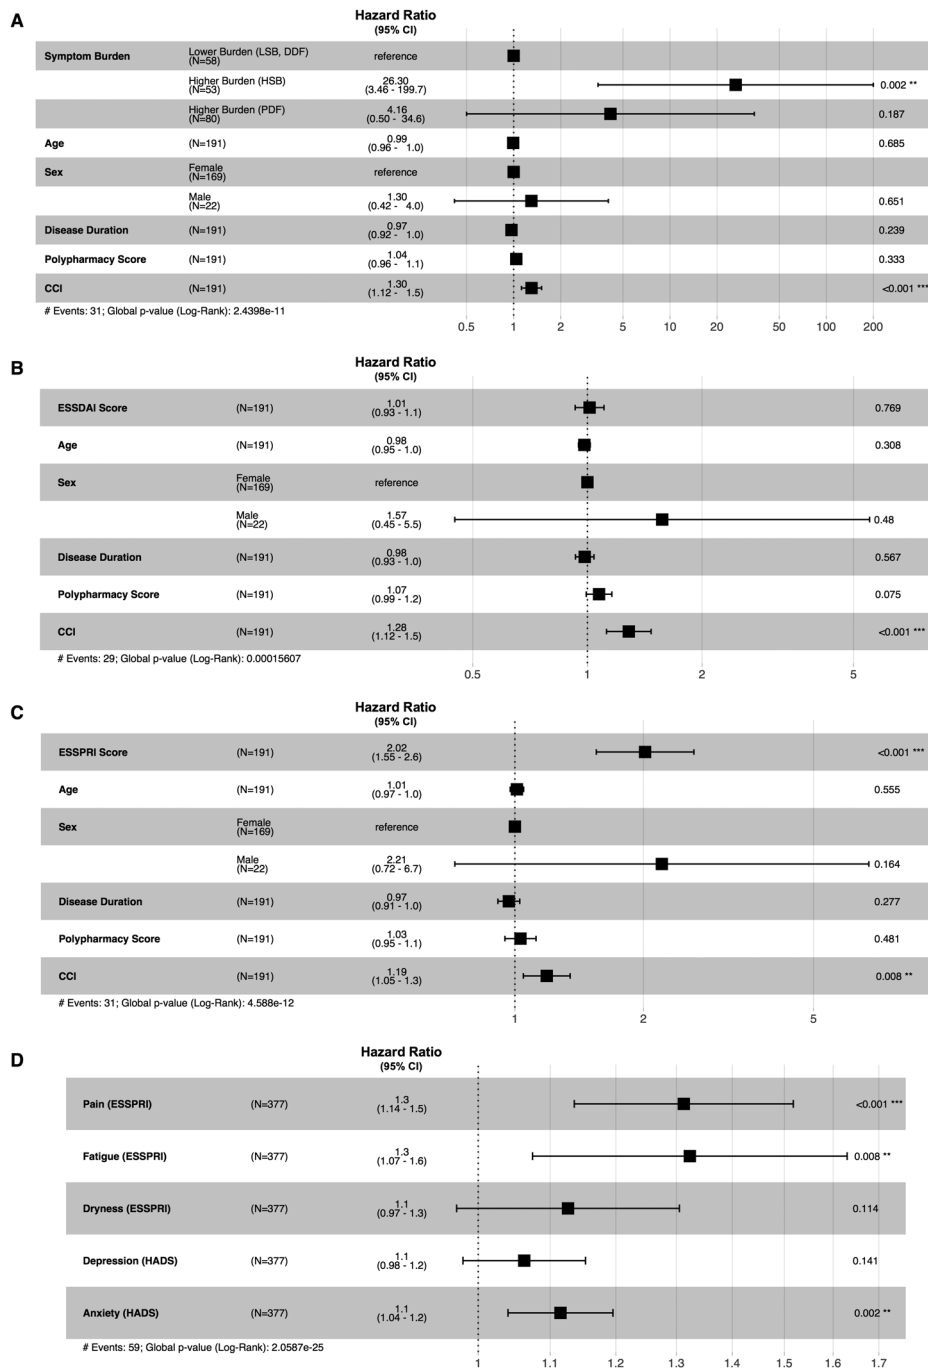 A
Hazard Ratio
(95% CI)
Symptom Burden
Lower Burden (LSB, DDF)
(N=58)
reference
Higher Burden (HSB)
(N=53)
26.30
(3.46 - 199.7)
0.002 **
Higher Burden (PDF)
(N=80)
4.16
(0.50 - 34.6)
0.187
Age
(N=191)
0.99
(0.96 - 1.0)
0.685
Sex
Female
(N=169)
reference
Male
(N=22)
1.30
(0.42 - 4.0)
0.651
Disease Duration
(N=191)
0.97
(0.92 - 1.0)
0.239
Polypharmacy Score
(N=191)
1.04
(0.96 - 1.1)
0.333
CCI
(N=191)
1.30
(1.12 - 1.5)
<0.001 ***
# Events: 31; Global p-value (Log-Rank): 2.4398e-11
0.5 1 2 5 10 20 50 100 200
B
Hazard Ratio
(95% CI)
ESSDAI Score
(N=191)
1.01
(0.93 - 1.1)
0.769
Age
(N=191)
0.98
(0.95 - 1.0)
0.308
Sex
Female
(N=169)
reference
Male
(N=22)
1.57
(0.45 - 5.5)
0.48
Disease Duration
(N=191)
0.98
(0.93 - 1.0)
0.567
Polypharmacy Score
(N=191)
1.07
(0.99 - 1.2)
0.075
CCI
(N=191)
1.28
(1.12 - 1.5)
<0.001 ***
# Events: 29; Global p-value (Log-Rank): 0.00015607
0.5 1 2 5
C
Hazard Ratio
(95% CI)
ESSPRI Score
(N=191)
2.02
(1.55 - 2.6)
<0.001 ***
Age
(N=191)
1.01
(0.97 - 1.0)
0.555
Sex
Female
(N=169)
reference
Male
(N=22)
2.21
(0.72 - 6.7)
0.164
Disease Duration
(N=191)
0.97
(0.91 - 1.0)
0.277
Polypharmacy Score
(N=191)
1.03
(0.95 - 1.1)
0.481
CCI
(N=191)
1.19
(1.05 - 1.3)
0.008 **
# Events: 31; Global p-value (Log-Rank): 4.588e-12
1 2 5
D
Hazard Ratio
(95% CI)
Pain (ESSPRI)
(N=377)
1.3
(1.14 - 1.5)
<0.001 ***
Fatigue (ESSPRI)
(N=377)
1.3
(1.07 - 1.6)
0.008 **
Dryness (ESSPRI)
(N=377)
1.1
(0.97 - 1.3)
0.114
Depression (HADS)
(N=377)
1.1
(0.98 - 1.2)
0.141
Anxiety (HADS)
(N=377)
1.1
(1.04 - 1.2)
0.002 **
# Events: 59; Global p-value (Log-Rank): 2.0587e-25
1 1.1 1.2 1.3 1.4 1.5 1.6 1.7